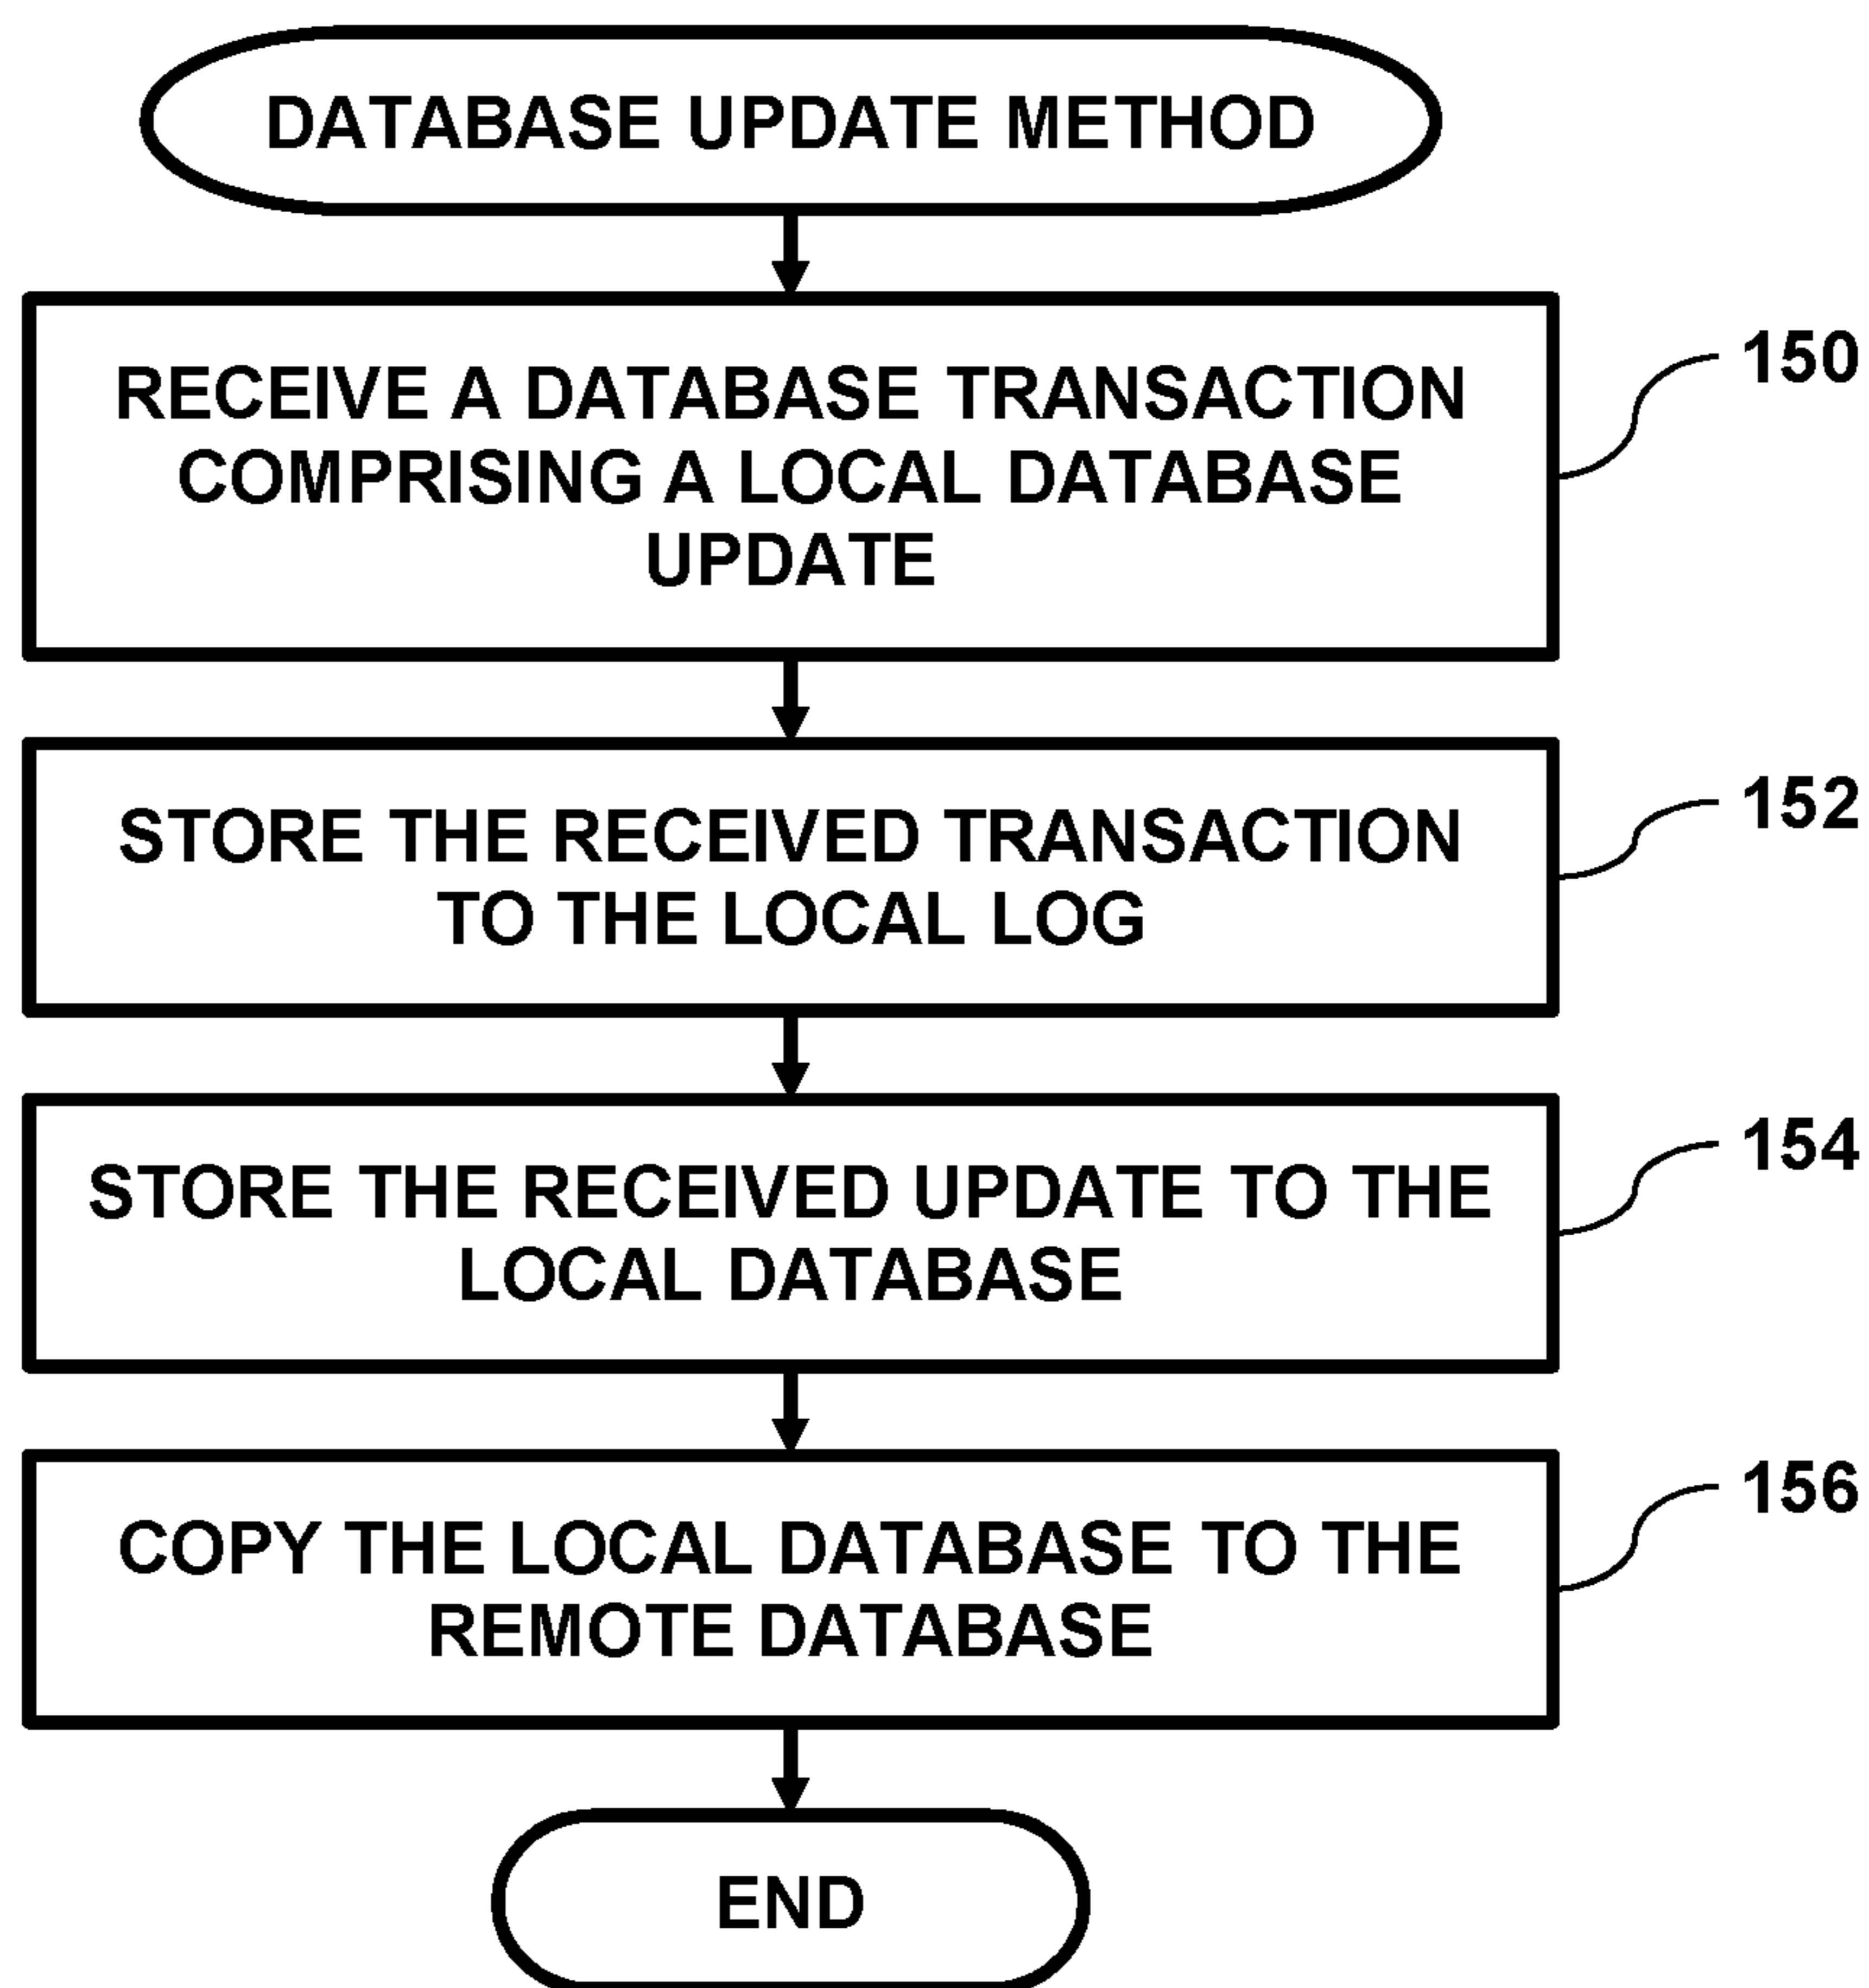 DATABASE UPDATE METHOD
RECEIVE A DATABASE TRANSACTION
COMPRISING A LOCAL DATABASE
UPDATE
150
STORE THE RECEIVED TRANSACTION
TO THE LOCAL LOG
152
STORE THE RECEIVED UPDATE TO THE
LOCAL DATABASE
154
COPY THE LOCAL DATABASE TO THE
REMOTE DATABASE
156
END